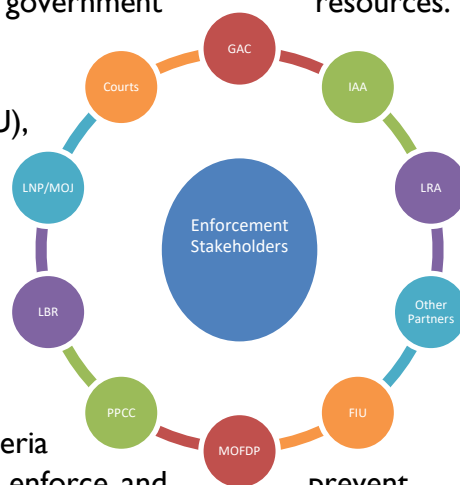 government resources.
GAC
Courts
IAA
U),
LNP/MOJ
LRA
Enforcement
Stakeholders
LBR
Other
Partners
PPCC
FIU
eria
MOFDP
enforce and prevent